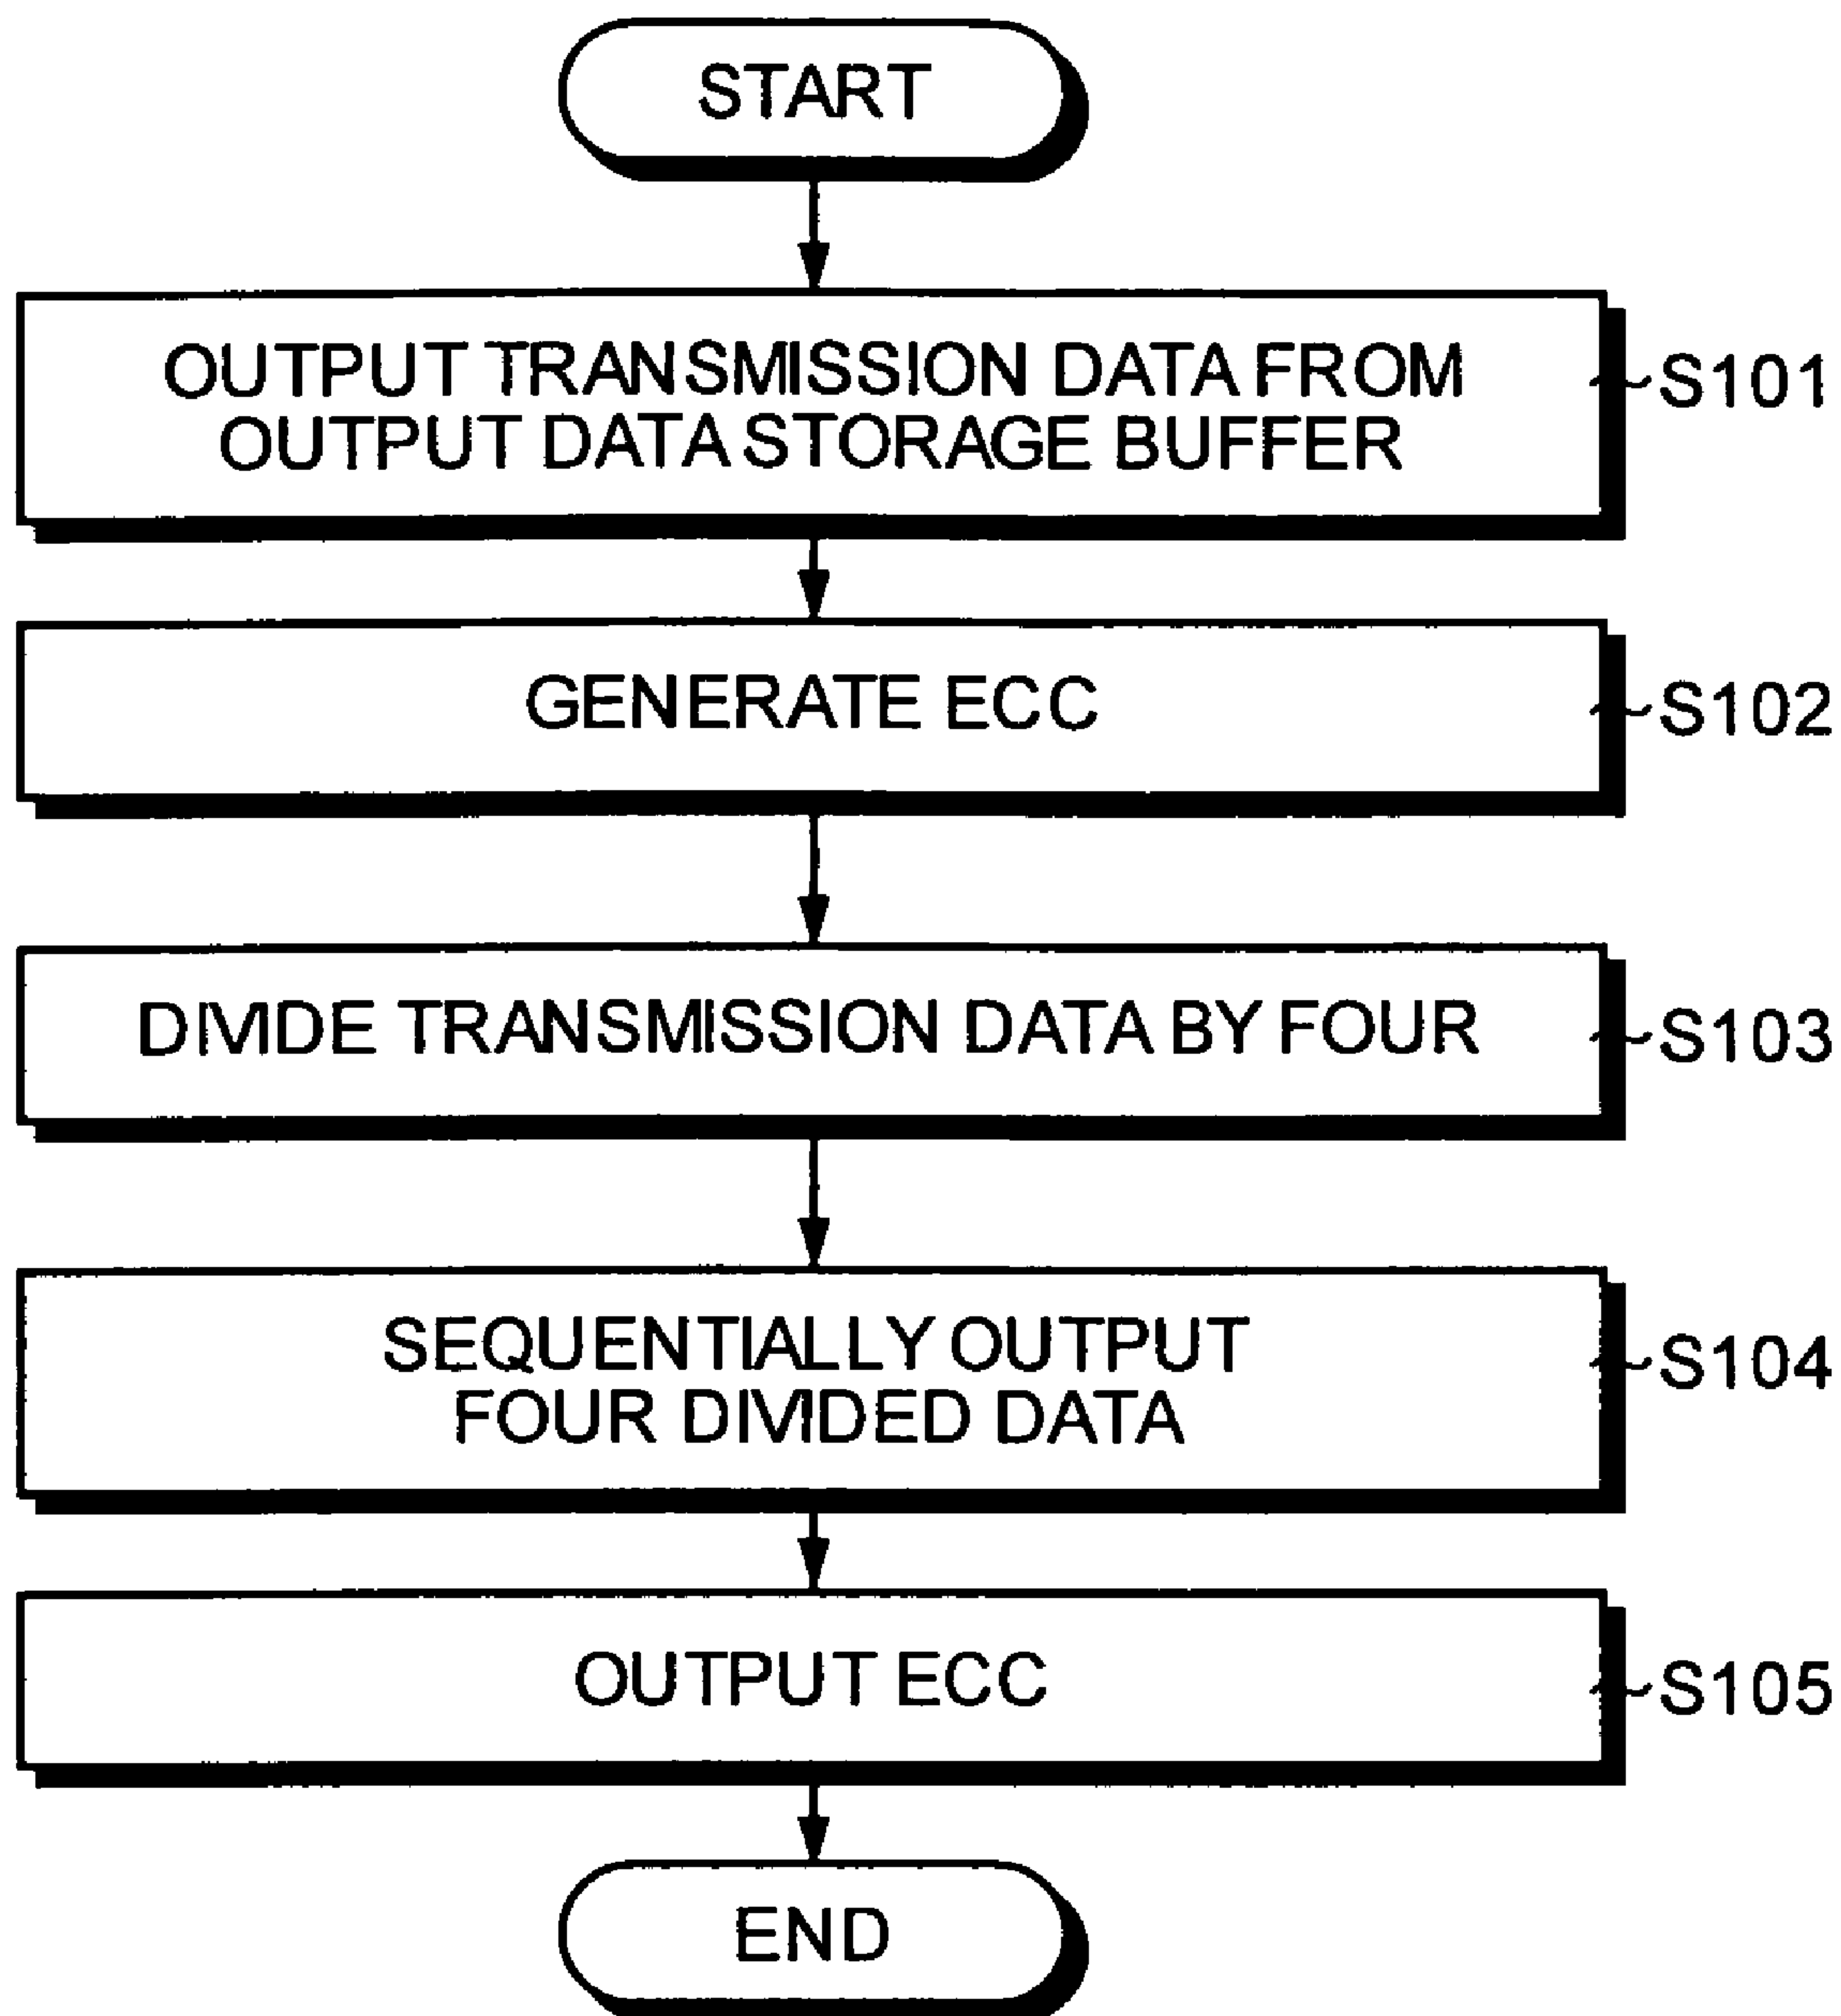 START
OUTPUT TRANSMISSION DATA FROM
OUTPUT DATA STORAGE BUFFER
S101
GENERATE ECC
S102
DIVIDE TRANSMISSION DATA BY FOUR
S103
SEQUENTIALLY OUTPUT
FOUR DIVIDED DATA
S104
OUTPUT ECC
S105
END